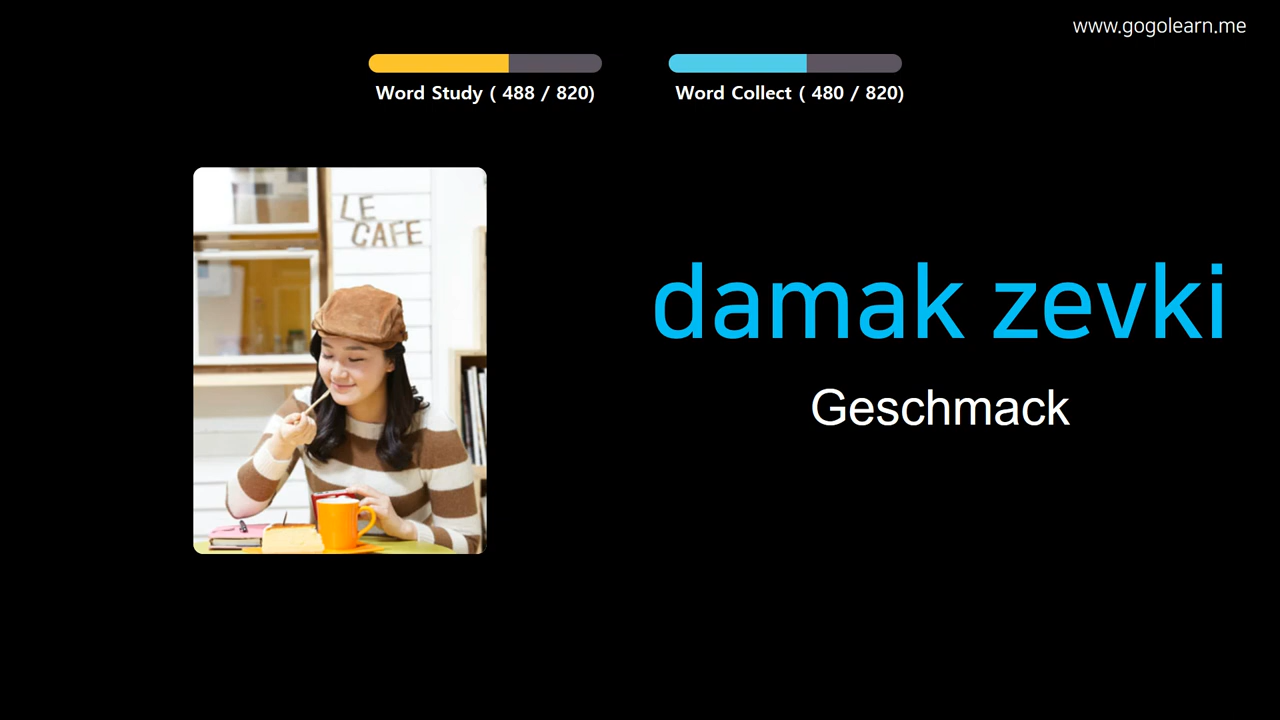 www.gogolearn.me
Word Study ( 488 / 820)
Word Collect ( 480 / 820)
LE
CAFE
damak zevki
Geschmack